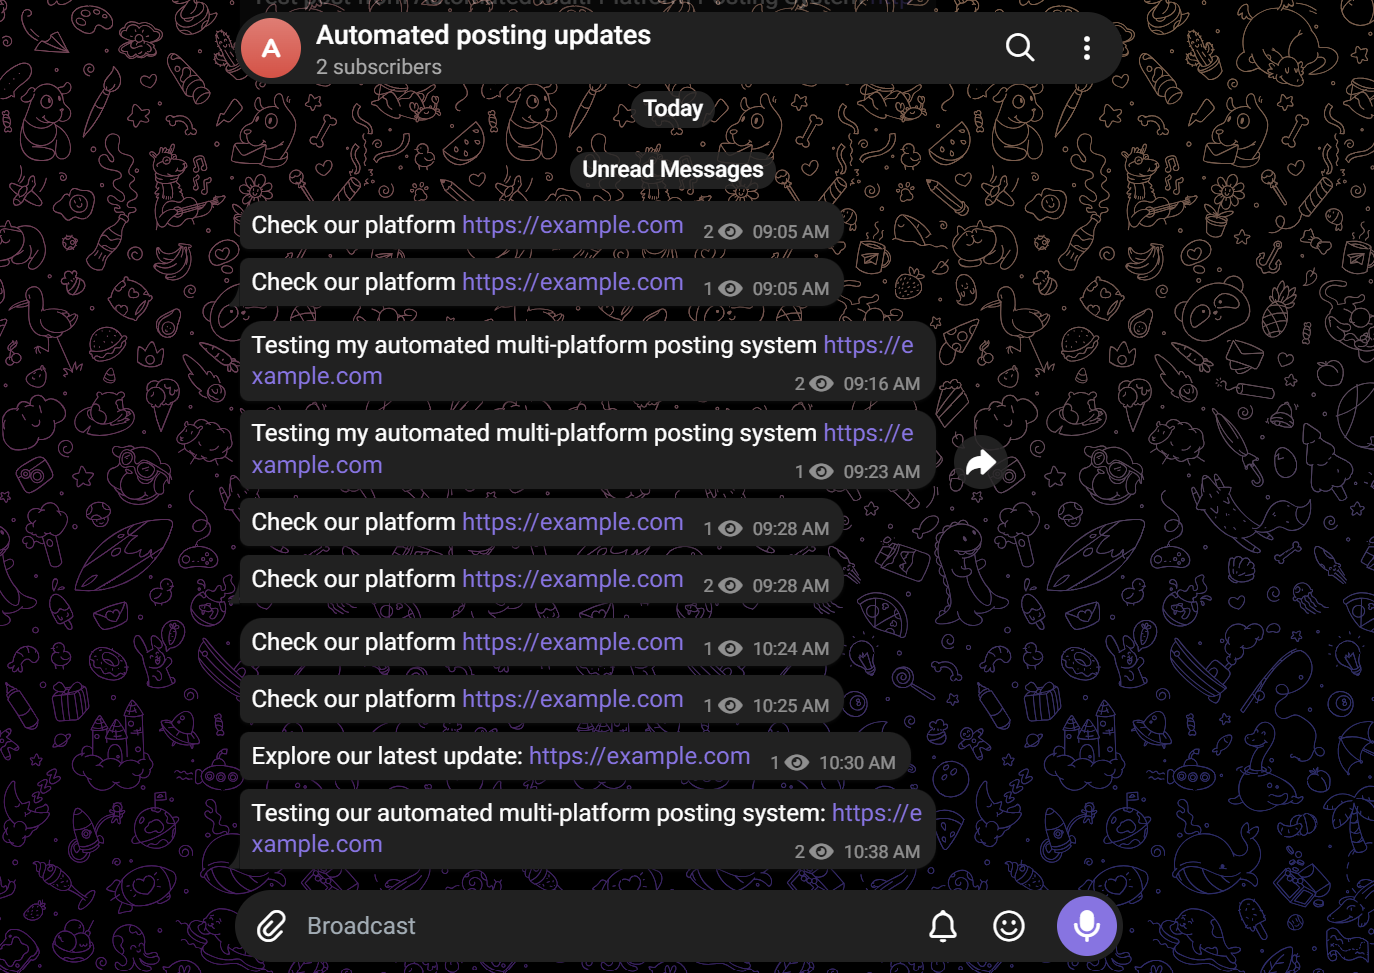 A
Automated posting updates
2 subscribers
Today
Unread Messages
Check our platform https://example.com 2 09:05 AM
Check our platform https://example.com 1 09:05 AM
Testing my automated multi-platform posting system https://e
xample.com 2 09:16 AM
Testing my automated multi-platform posting system https://e
xample.com 1 09:23 AM
Check our platform https://example.com 1 09:28 AM
Check our platform https://example.com 2 09:28 AM
Check our platform https://example.com 1 10:24 AM
Check our platform https://example.com 1 10:25 AM
Explore our latest update: https://example.com 1 10:30 AM
Testing our automated multi-platform posting system: https://e
xample.com 2 10:38 AM
Broadcast